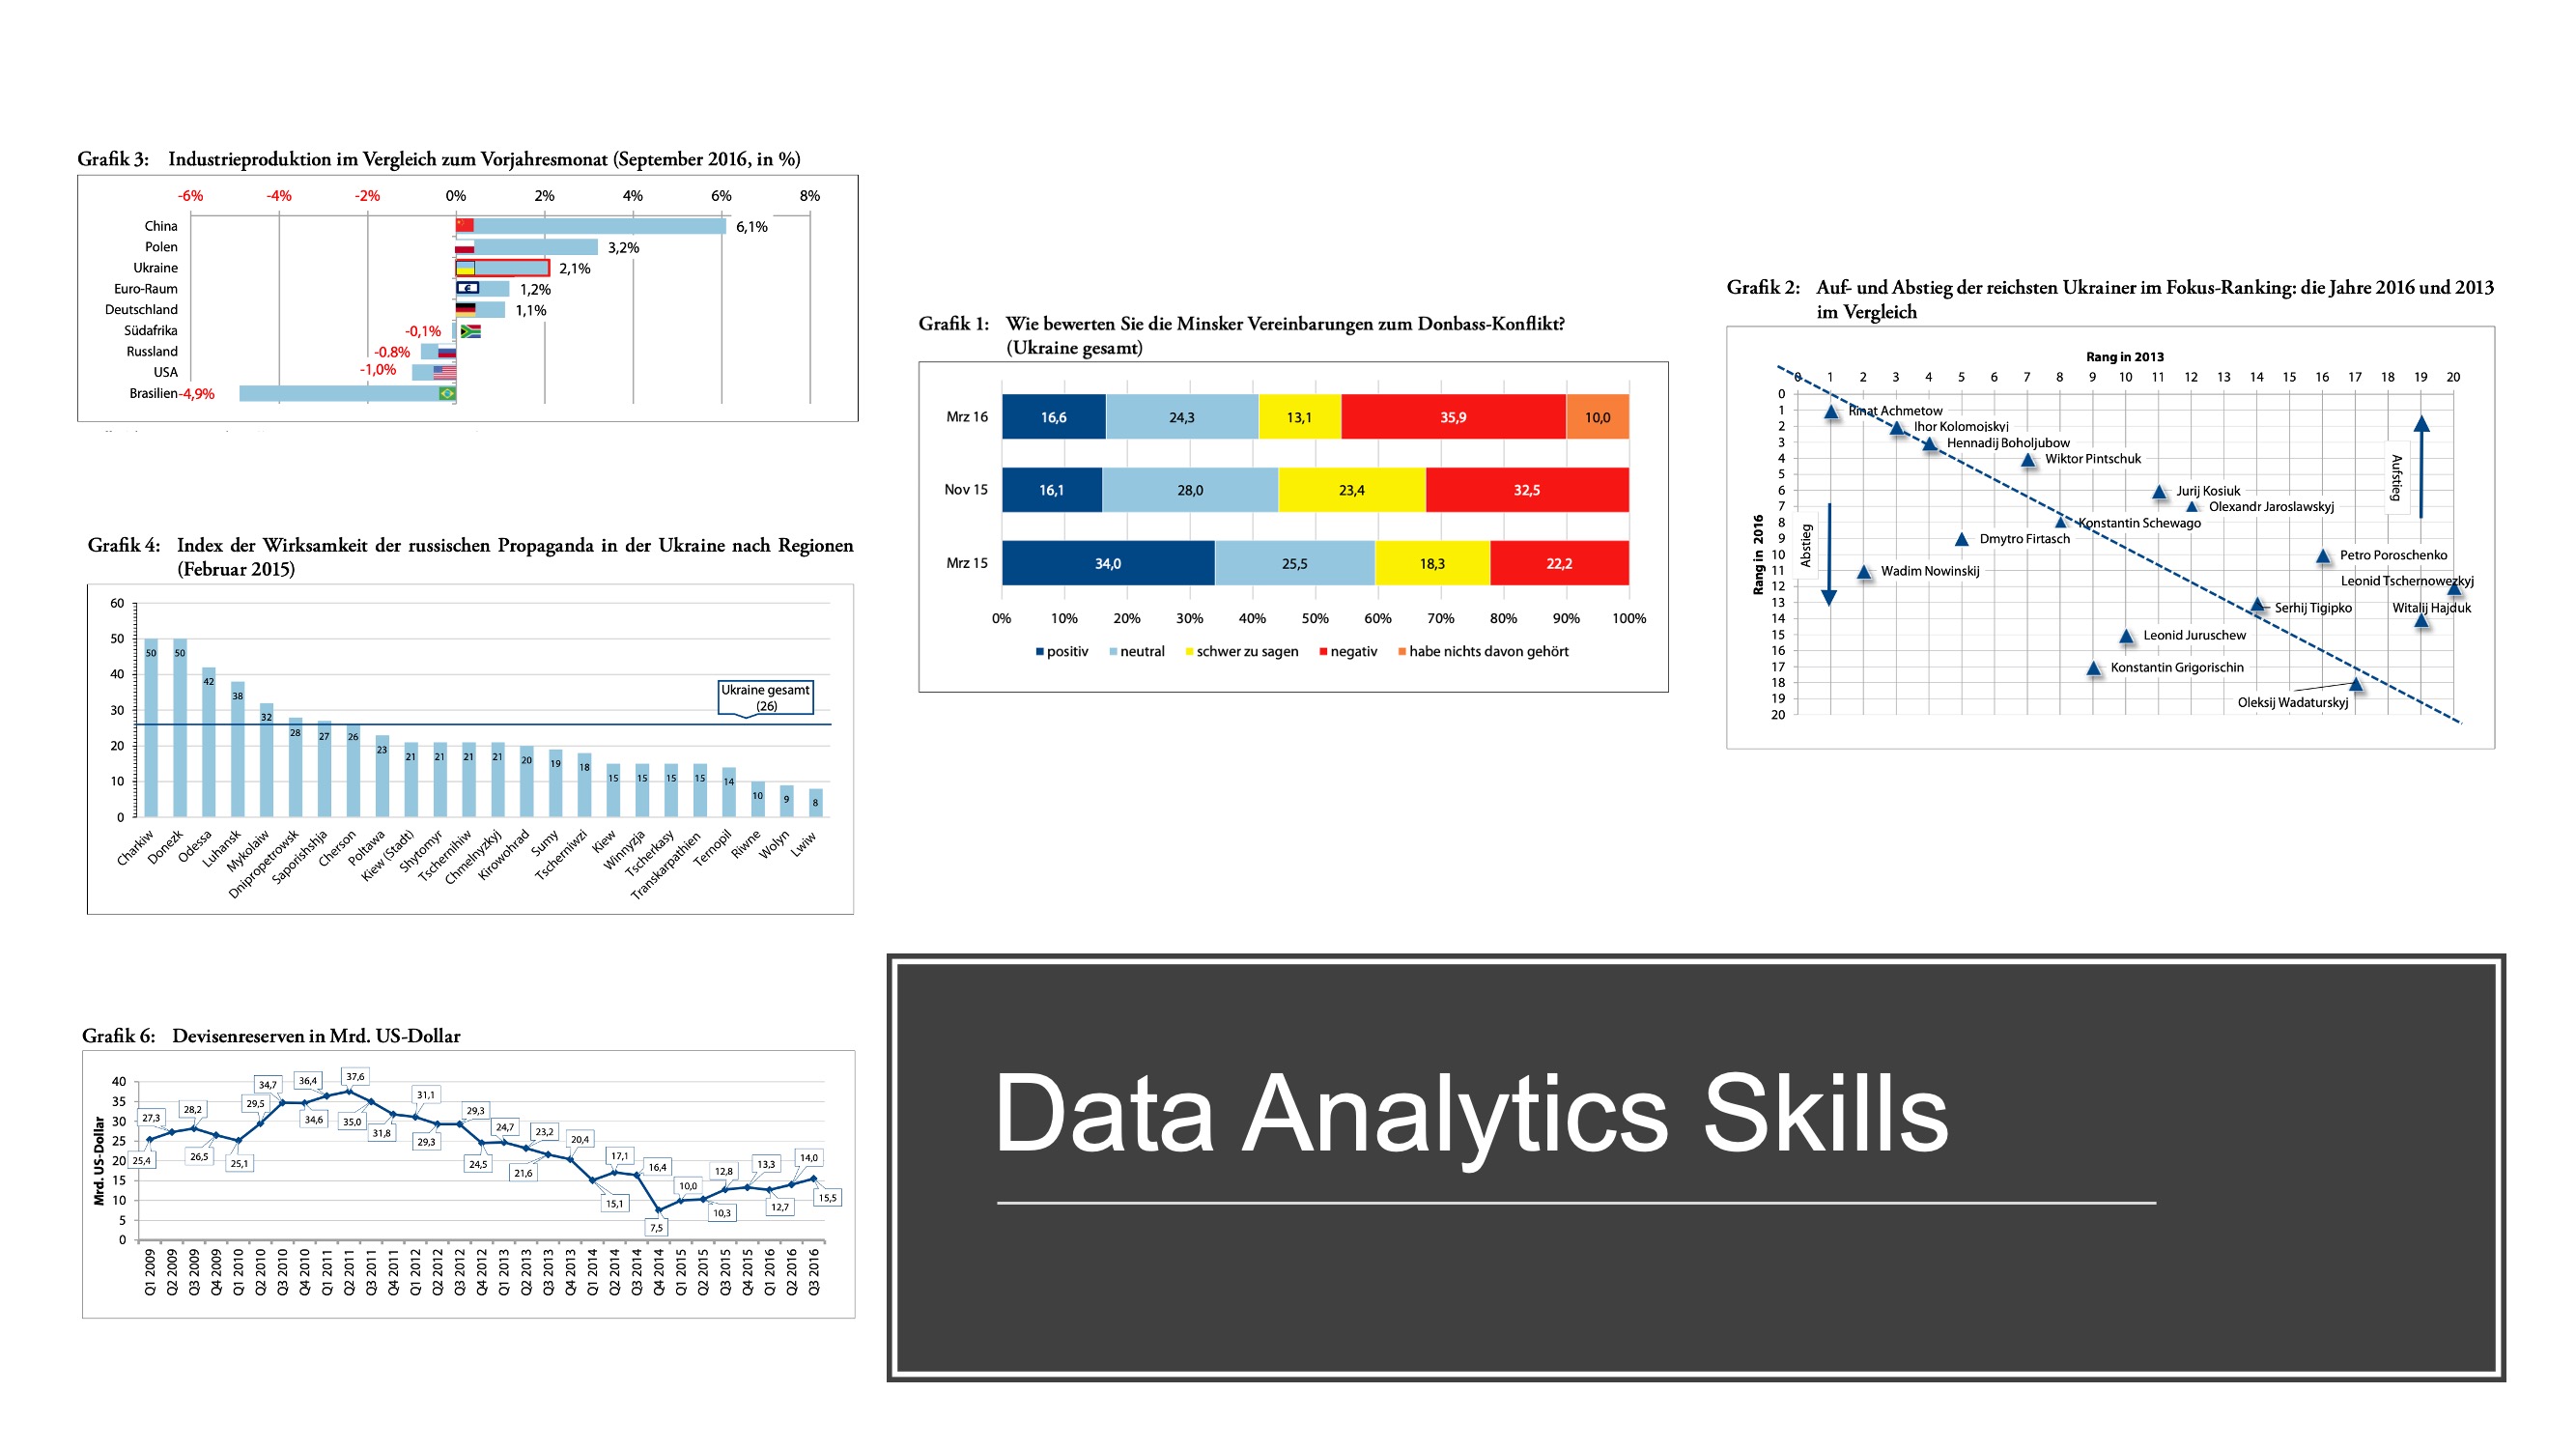 Grafik 3: Industrieproduktion im Vergleich zum Vorjahresmonat (September 2016, in %)
-6% -4% -2% 0% 2% 4% 6% 8%
China 6,1%
Polen 3,2%
Ukraine 2,1%
Euro-Raum € 1,2%
Deutschland 1,1%
Südafrika -0,1%
Russland -0.8%
USA -1,0%
Brasilien -4,9%
Grafik 4: Index der Wirksamkeit der russischen Propaganda in der Ukraine nach Regionen
(Februar 2015)
60
50
40
30
20
10
0
Ukraine gesamt
(26)
50 50 42 38 32 28 27 26 23 21 21 21 21 20 19 18 15 15 15 15 14 10 9 8
Charkiw Donezk Odessa Luhansk Mykolaiw Dnipropetrowsk Saporishshja Cherson Poltawa Kiew (Stadt) Shytomyr Tschernihiw Chmelnyzkyj Kirowohrad Sumy Tscherniwzi Kiew Winnyzja Tscherkasy Transkarpathien Ternopil Riwne Wolyn Lwiw
Grafik 6: Devisenreserven in Mrd. US-Dollar
Mrd. US-Dollar
40
35
30
25
20
15
10
5
0
25,4 27,3 28,2 26,5 25,1 29,5 34,7 34,6 36,4 37,6 35,0 31,8 31,1 29,3 29,3 24,5 24,7 23,2 21,6 20,4 15,1 17,1 16,4 7,5 10,0 10,3 12,8 13,3 12,7 14,0 15,5
Q1 2009 Q2 2009 Q3 2009 Q4 2009 Q1 2010 Q2 2010 Q3 2010 Q4 2010 Q1 2011 Q2 2011 Q3 2011 Q4 2011 Q1 2012 Q2 2012 Q3 2012 Q4 2012 Q1 2013 Q2 2013 Q3 2013 Q4 2013 Q1 2014 Q2 2014 Q3 2014 Q4 2014 Q1 2015 Q2 2015 Q3 2015 Q4 2015 Q1 2016 Q2 2016 Q3 2016
Grafik 1: Wie bewerten Sie die Minsker Vereinbarungen zum Donbass-Konflikt?
(Ukraine gesamt)
Mrz 16 16,6 24,3 13,1 35,9 10,0
Nov 15 16,1 28,0 23,4 32,5
Mrz 15 34,0 25,5 18,3 22,2
0% 10% 20% 30% 40% 50% 60% 70% 80% 90% 100%
positiv neutral schwer zu sagen negativ habe nichts davon gehört
Grafik 2: Auf- und Abstieg der reichsten Ukrainer im Fokus-Ranking: die Jahre 2016 und 2013
im Vergleich
Rang in 2013
0 1 2 3 4 5 6 7 8 9 10 11 12 13 14 15 16 17 18 19 20
Rang in 2016
0
1
2
3
4
5
6
7
8
9
10
11
12
13
14
15
16
17
18
19
20
Abstieg
Aufstieg
Rinat Achmetow
Ihor Kolomojskyj
Hennadij Boholjubow
Wiktor Pintschuk
Jurij Kosiuk
Olexandr Jaroslawskyj
Konstantin Schewago
Dmytro Firtasch
Petro Poroschenko
Wadim Nowinskij
Leonid Tschernowezkyj
Serhij Tigipko
Witalij Hajduk
Leonid Juruschew
Konstantin Grigorischin
Oleksij Wadaturskyj
Data Analytics Skills